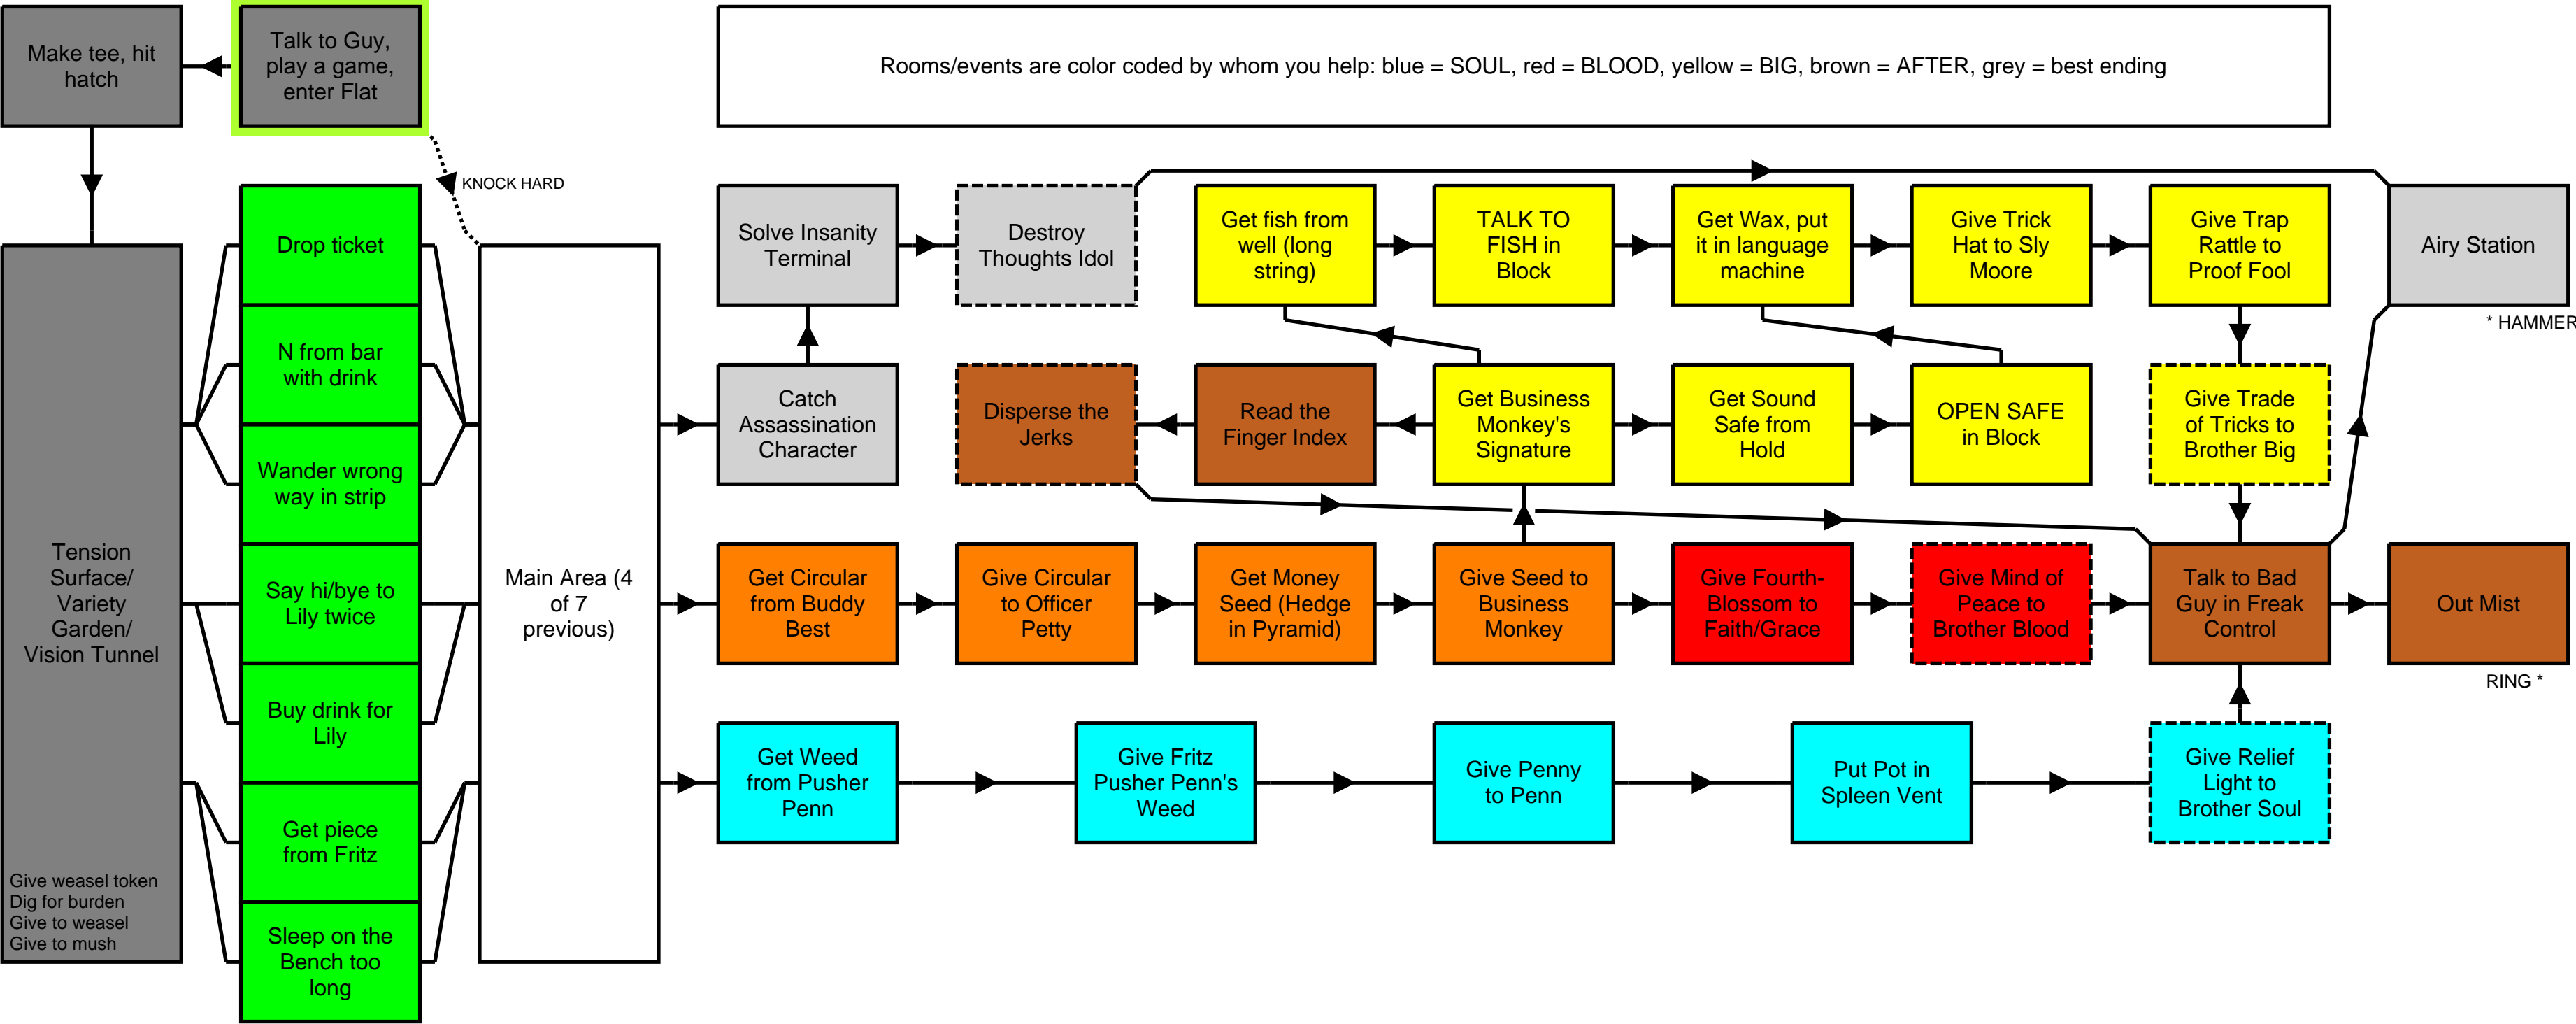 Make tee, hit
hatch
Talk to Guy,
play a game,
enter Flat
Rooms/events are color coded by whom you help: blue = SOUL, red = BLOOD, yellow = BIG, brown = AFTER, grey = best ending
KNOCK HARD
Drop ticket
N from bar
with drink
Wander wrong
way in strip
Say hi/bye to
Lily twice
Buy drink for
Lily
Get piece
from Fritz
Sleep on the
Bench too
long
Tension
Surface/
Variety
Garden/
Vision Tunnel
Give weasel token
Dig for burden
Give to weasel
Give to mush
Main Area (4
of 7
previous)
Solve Insanity
Terminal
Destroy
Thoughts Idol
Get fish from
well (long
string)
TALK TO
FISH in
Block
Get Wax, put
it in language
machine
Give Trick
Hat to Sly
Moore
Give Trap
Rattle to
Proof Fool
Airy Station
* HAMMER
Catch
Assassination
Character
Disperse the
Jerks
Read the
Finger Index
Get Business
Monkey's
Signature
Get Sound
Safe from
Hold
OPEN SAFE
in Block
Give Trade
of Tricks to
Brother Big
Get Circular
from Buddy
Best
Give Circular
to Officer
Petty
Get Money
Seed (Hedge
in Pyramid)
Give Seed to
Business
Monkey
Give Fourth-
Blossom to
Faith/Grace
Give Mind of
Peace to
Brother Blood
Talk to Bad
Guy in Freak
Control
Out Mist
RING *
Get Weed
from Pusher
Penn
Give Fritz
Pusher Penn's
Weed
Give Penny
to Penn
Put Pot in
Spleen Vent
Give Relief
Light to
Brother Soul